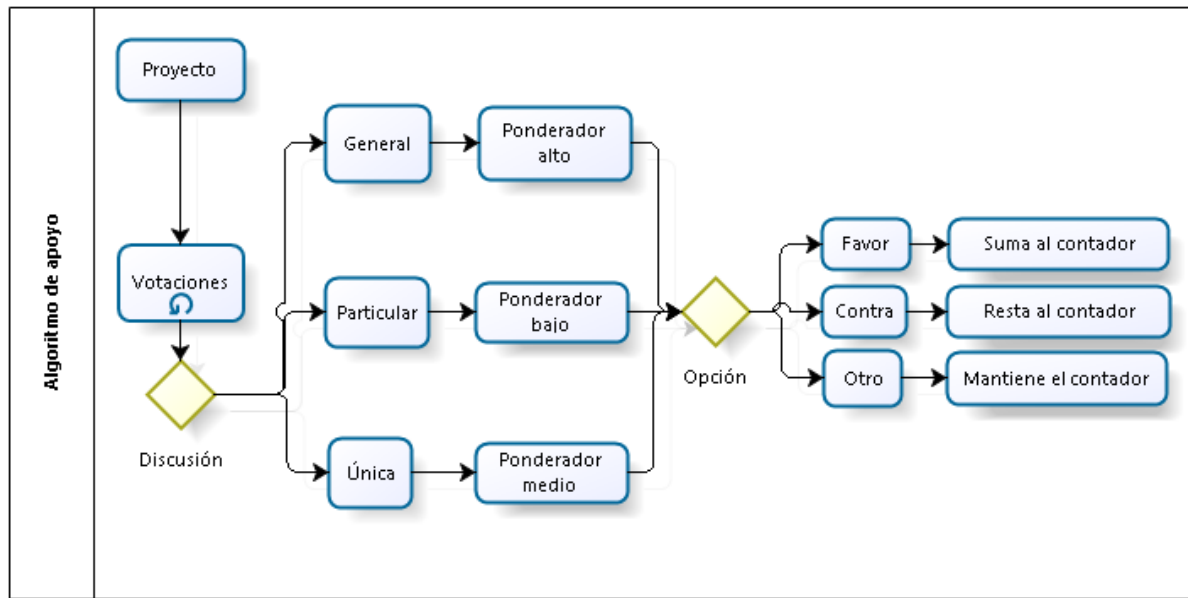 Algoritmo de apoyo
Proyecto
Votaciones
Discusión
General
Ponderador
alto
Particular
Ponderador
bajo
Única
Ponderador
medio
Opción
Favor
Suma al contador
Contra
Resta al contador
Otro
Mantiene el contador